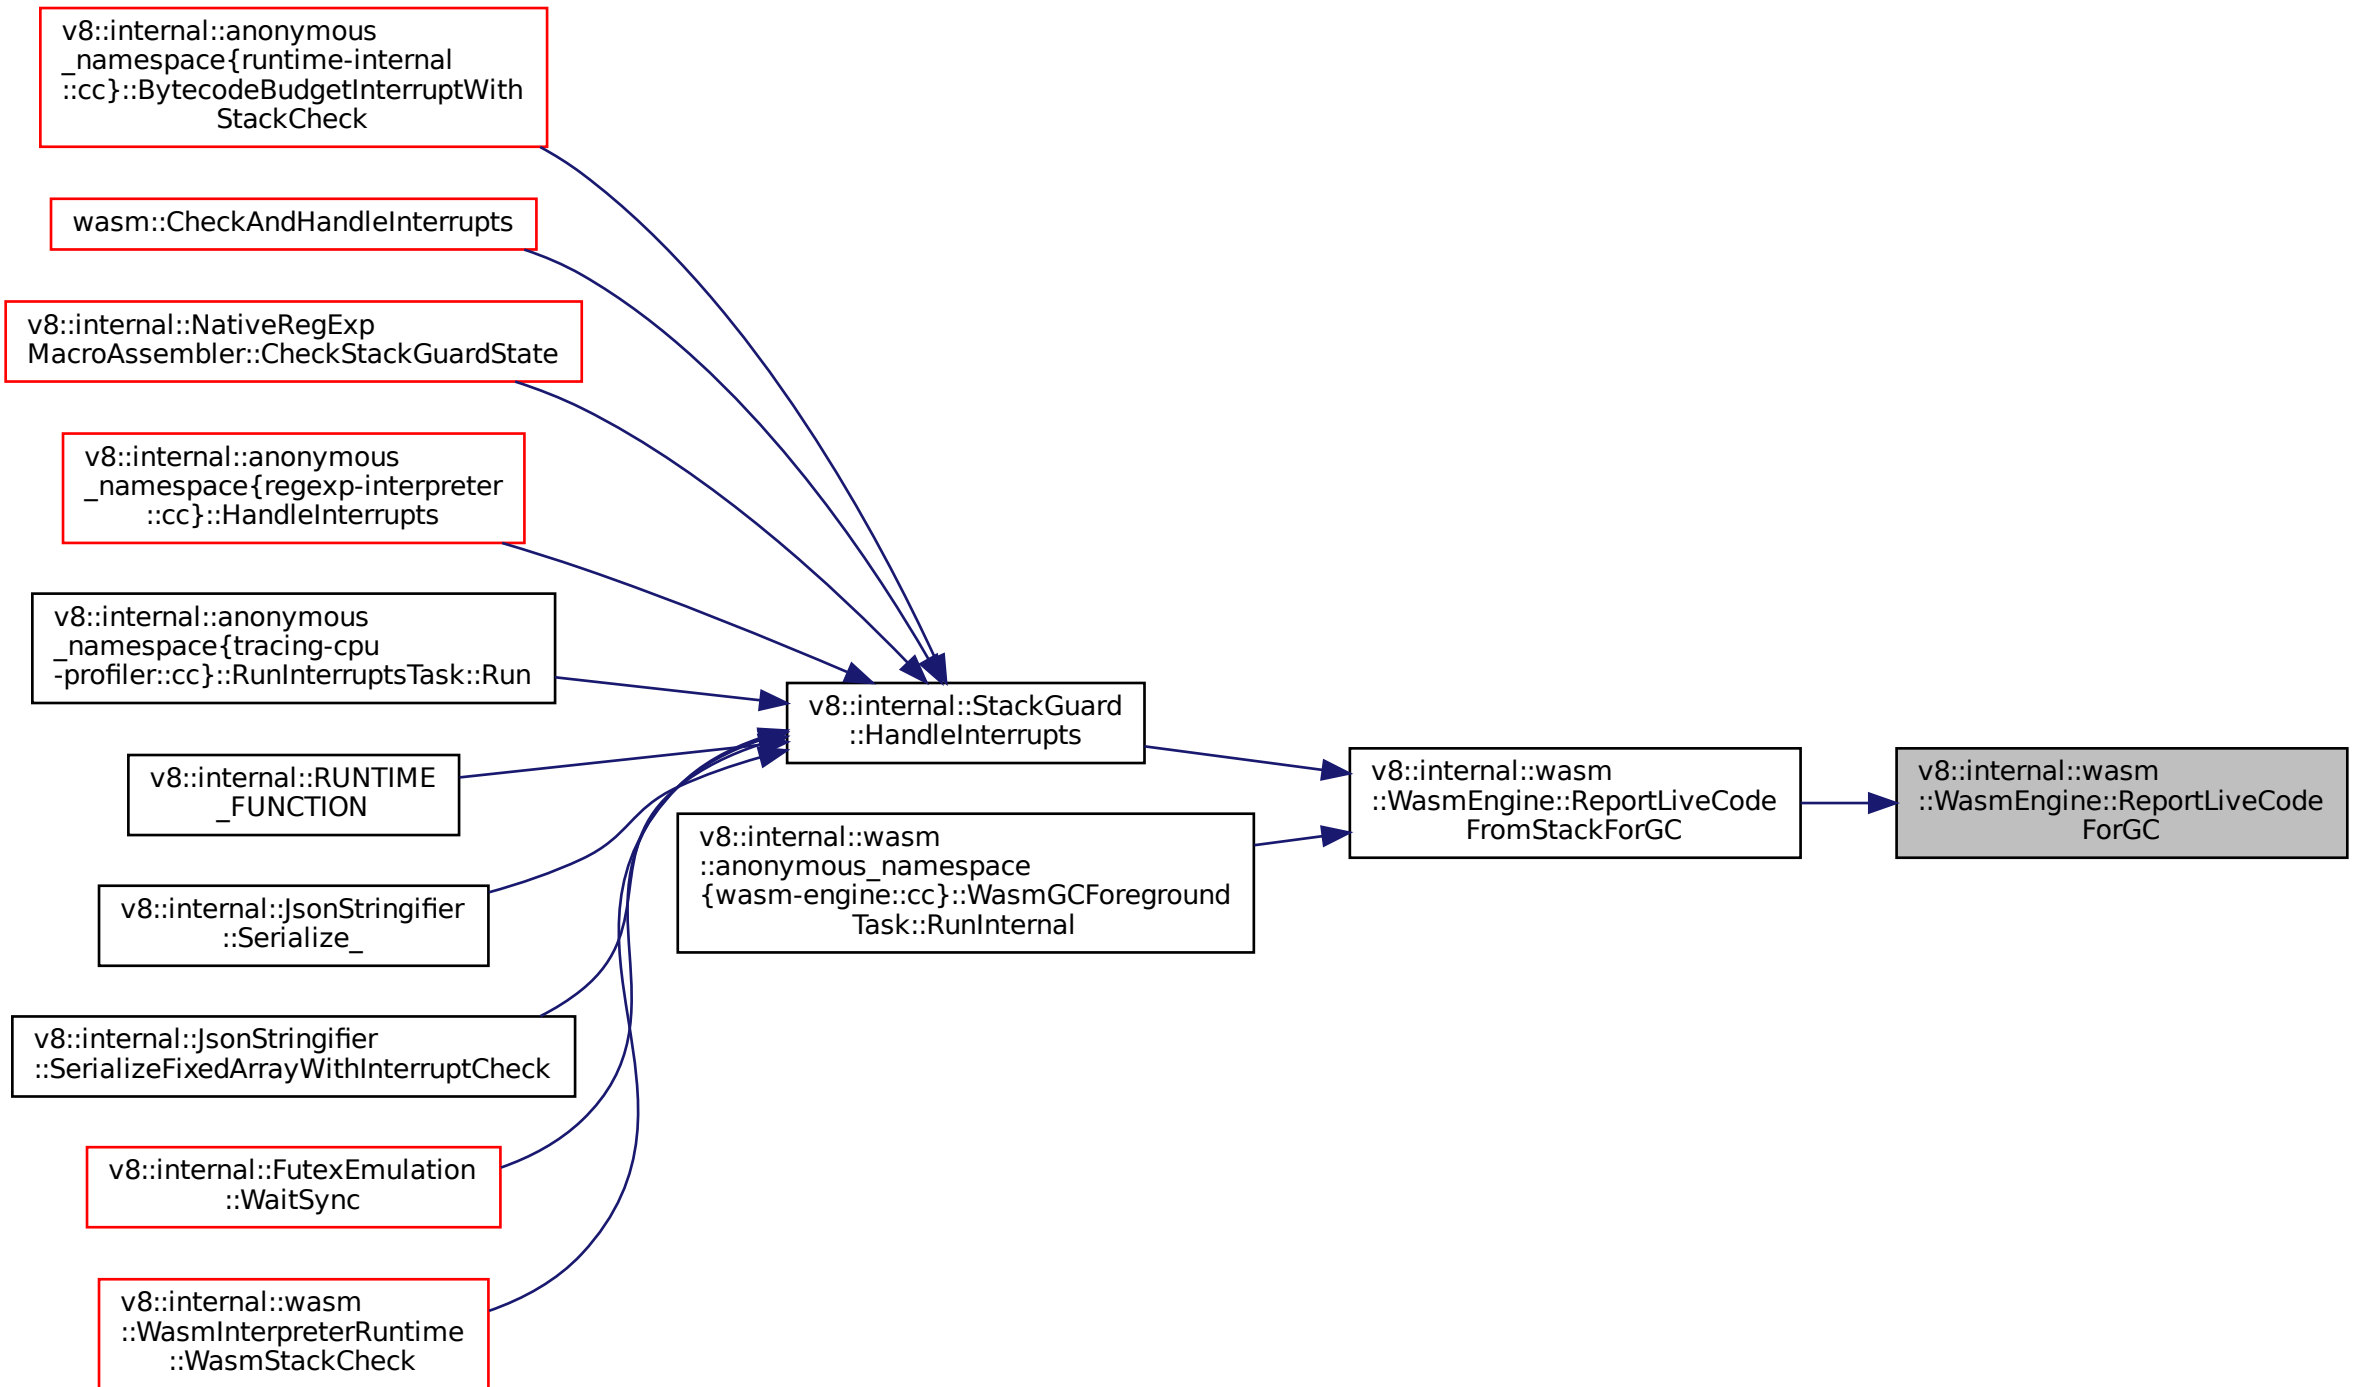 v8::internal::anonymous
_namespace{runtime-internal
::cc}::BytecodeBudgetInterruptWith
StackCheck
wasm::CheckAndHandleInterrupts
v8::internal::NativeRegExp
MacroAssembler::CheckStackGuardState
v8::internal::anonymous
_namespace{regexp-interpreter
::cc}::HandleInterrupts
v8::internal::anonymous
_namespace{tracing-cpu
-profiler::cc}::RunInterruptsTask::Run
v8::internal::RUNTIME
_FUNCTION
v8::internal::JsonStringifier
::Serialize_
v8::internal::JsonStringifier
::SerializeFixedArrayWithInterruptCheck
v8::internal::FutexEmulation
::WaitSync
v8::internal::wasm
::WasmInterpreterRuntime
::WasmStackCheck
v8::internal::StackGuard
::HandleInterrupts
v8::internal::wasm
::anonymous_namespace
{wasm-engine::cc}::WasmGCForeground
Task::RunInternal
v8::internal::wasm
::WasmEngine::ReportLiveCode
FromStackForGC
v8::internal::wasm
::WasmEngine::ReportLiveCode
ForGC